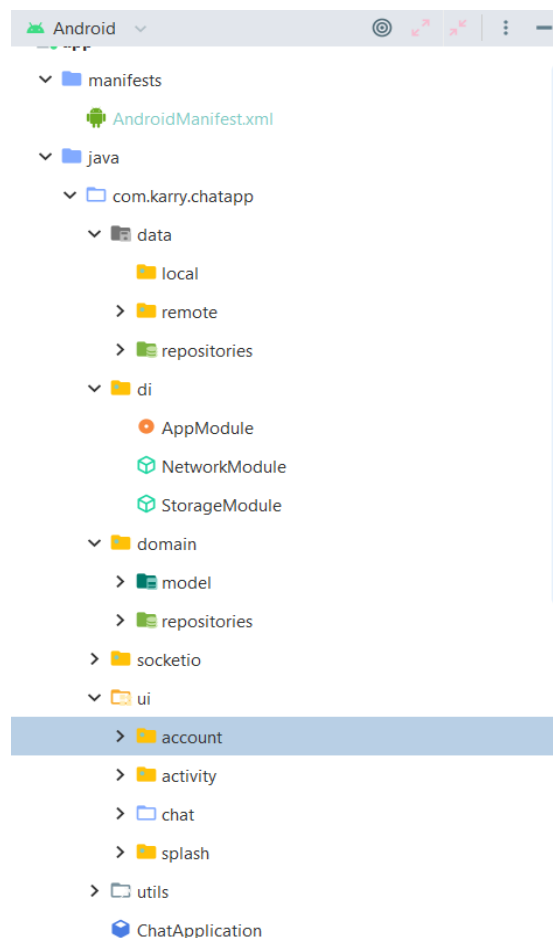 Android
app
manifests
AndroidManifest.xml
java
com.karry.chatapp
data
local
remote
repositories
di
AppModule
NetworkModule
StorageModule
domain
model
repositories
socketio
ui
account
activity
chat
splash
utils
ChatApplication